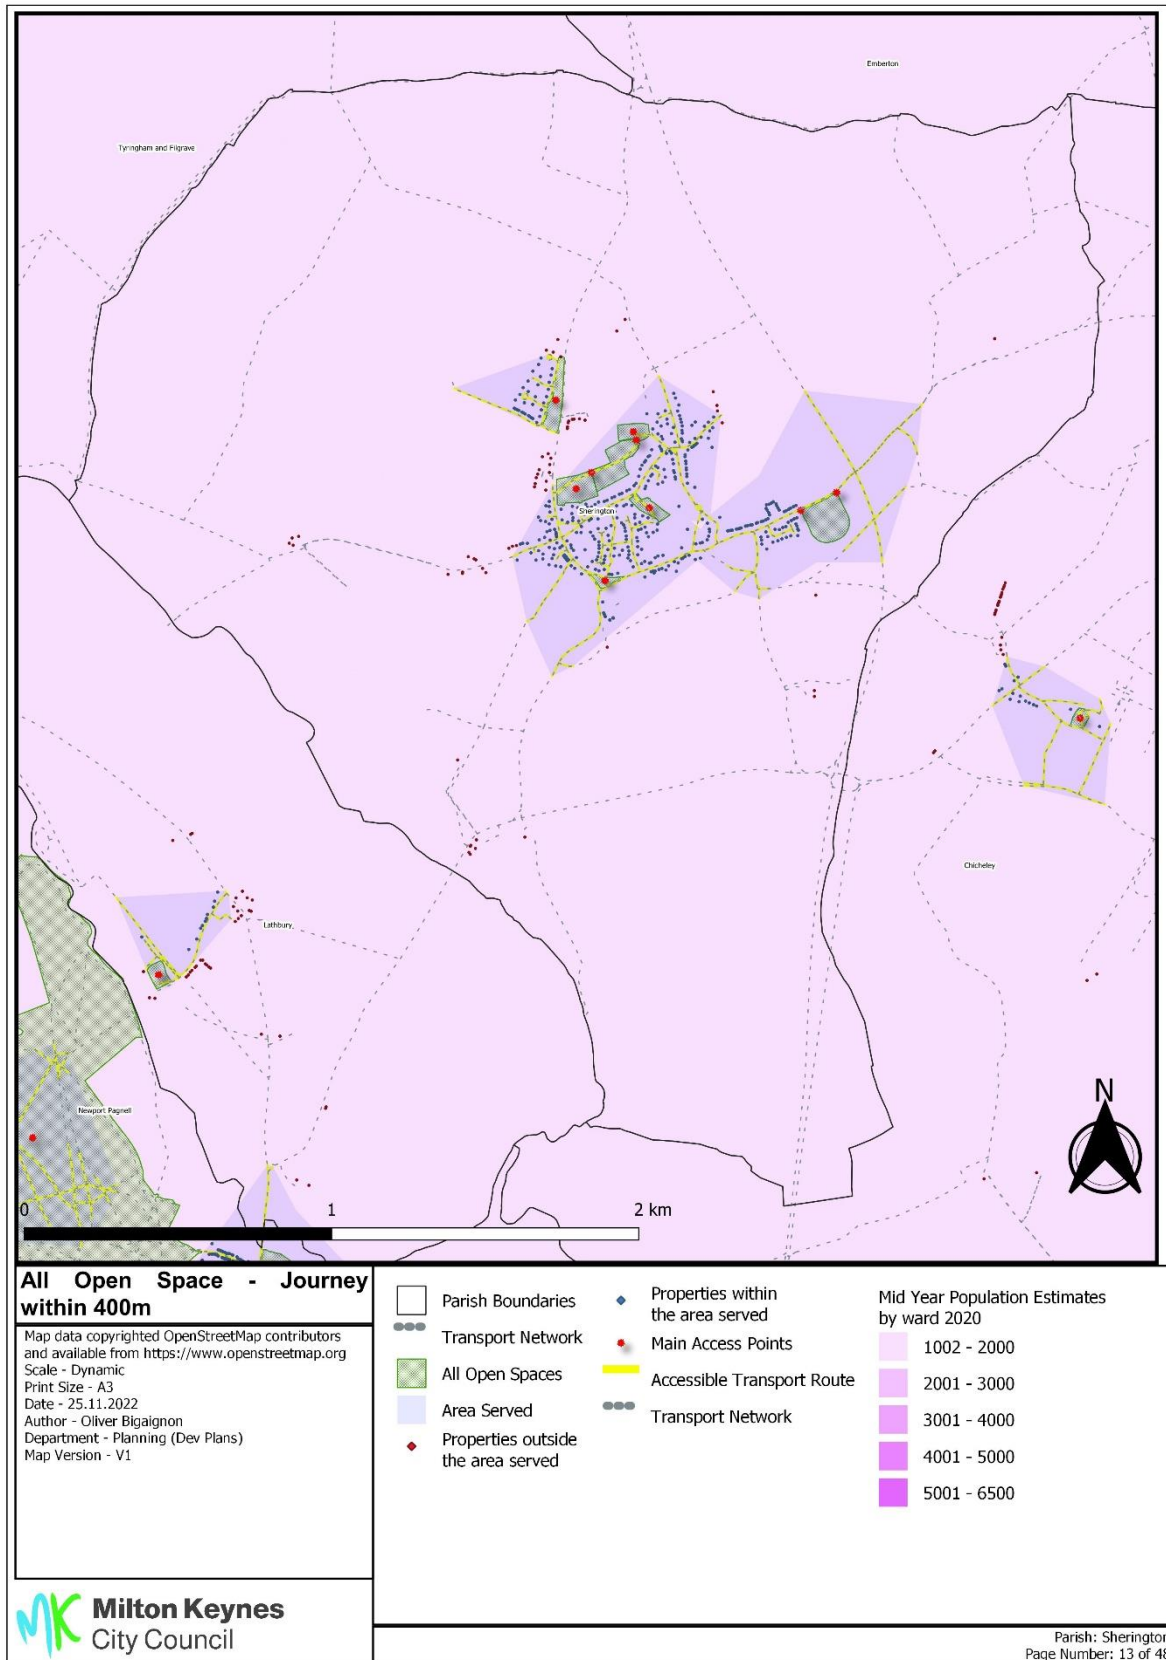 Emberton
Tyringham and Filgrave
Sherington
Chicheley
Lathbury
Newport Pagnell
N
0 1 2 km
All Open Space - Journey
within 400m
Map data copyrighted OpenStreetMap contributors
and available from https://www.openstreetmap.org
Scale - Dynamic
Print Size - A3
Date - 25.11.2022
Author - Oliver Bigaignon
Department - Planning (Dev Plans)
Map Version - V1
Parish Boundaries
Transport Network
All Open Spaces
Area Served
Properties outside
the area served
Properties within
the area served
Main Access Points
Accessible Transport Route
Transport Network
Mid Year Population Estimates
by ward 2020
1002 - 2000
2001 - 3000
3001 - 4000
4001 - 5000
5001 - 6500
MK
Milton Keynes
City Council
Parish: Sherington
Page Number: 13 of 48